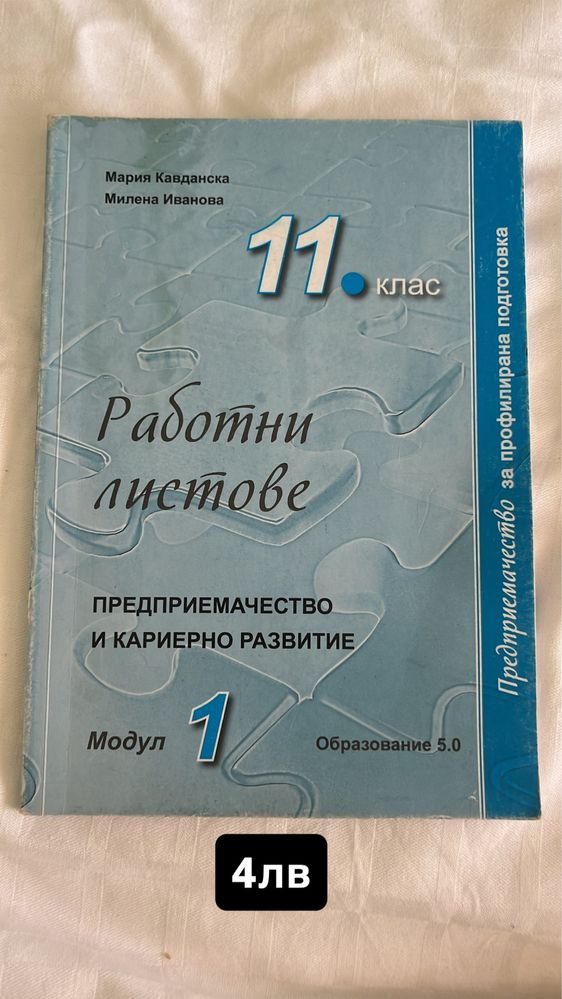 Мария Кавданска
Милена Иванова
11. клас
Работни
листове
ПРЕДПРИЕМАЧЕСТВО
И КАРИЕРНО РАЗВИТИЕ
Модул 1
Образование 5.0
Предприемачество за профилирана подготовка
4лв